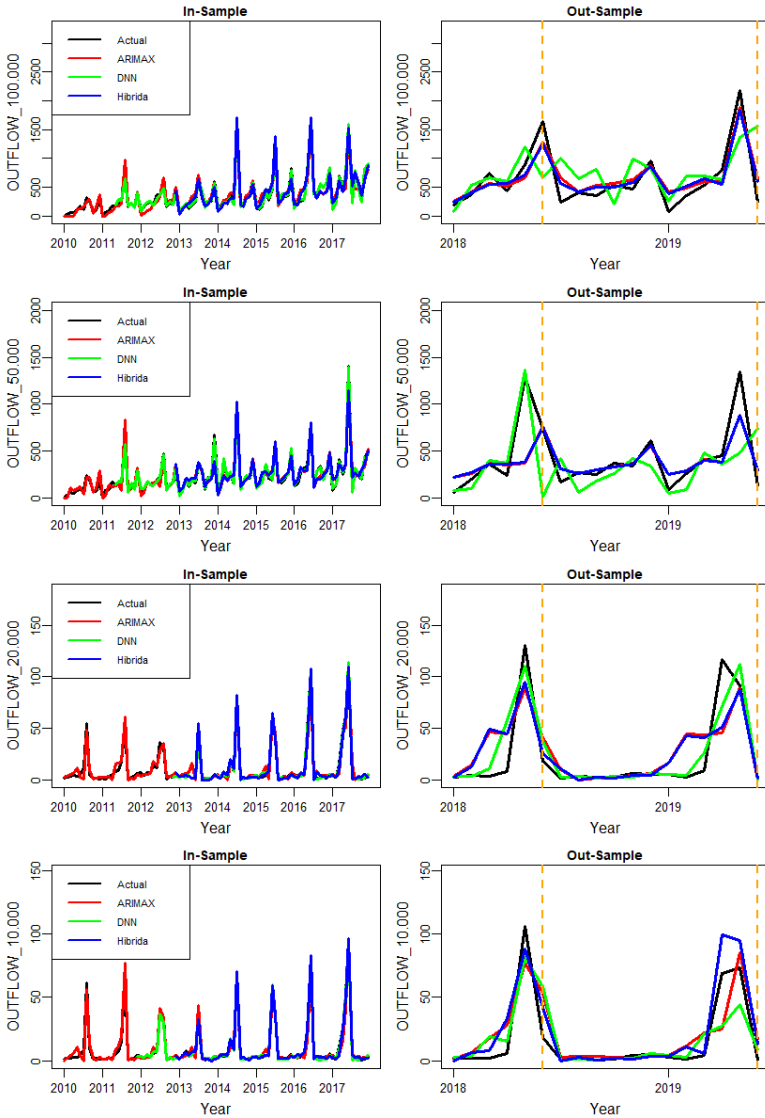 In-Sample
Out-Sample
OUTFLOW_100.000
0 500 1500 2500
Actual
ARIMAX
DNN
Hibrida
2010 2011 2012 2013 2014 2015 2016 2017
Year
OUTFLOW_100.000
0 500 1500 2500
2018 2019
Year
In-Sample
Out-Sample
OUTFLOW_50.000
0 500 1000 1500 2000
Actual
ARIMAX
DNN
Hibrida
2010 2011 2012 2013 2014 2015 2016 2017
Year
OUTFLOW_50.000
0 500 1000 1500 2000
2018 2019
Year
In-Sample
Out-Sample
OUTFLOW_20.000
0 50 100 150
Actual
ARIMAX
DNN
Hibrida
2010 2011 2012 2013 2014 2015 2016 2017
Year
OUTFLOW_20.000
0 50 100 150
2018 2019
Year
In-Sample
Out-Sample
OUTFLOW_10.000
0 50 100 150
Actual
ARIMAX
DNN
Hibrida
2010 2011 2012 2013 2014 2015 2016 2017
Year
OUTFLOW_10.000
0 50 100 150
2018 2019
Year